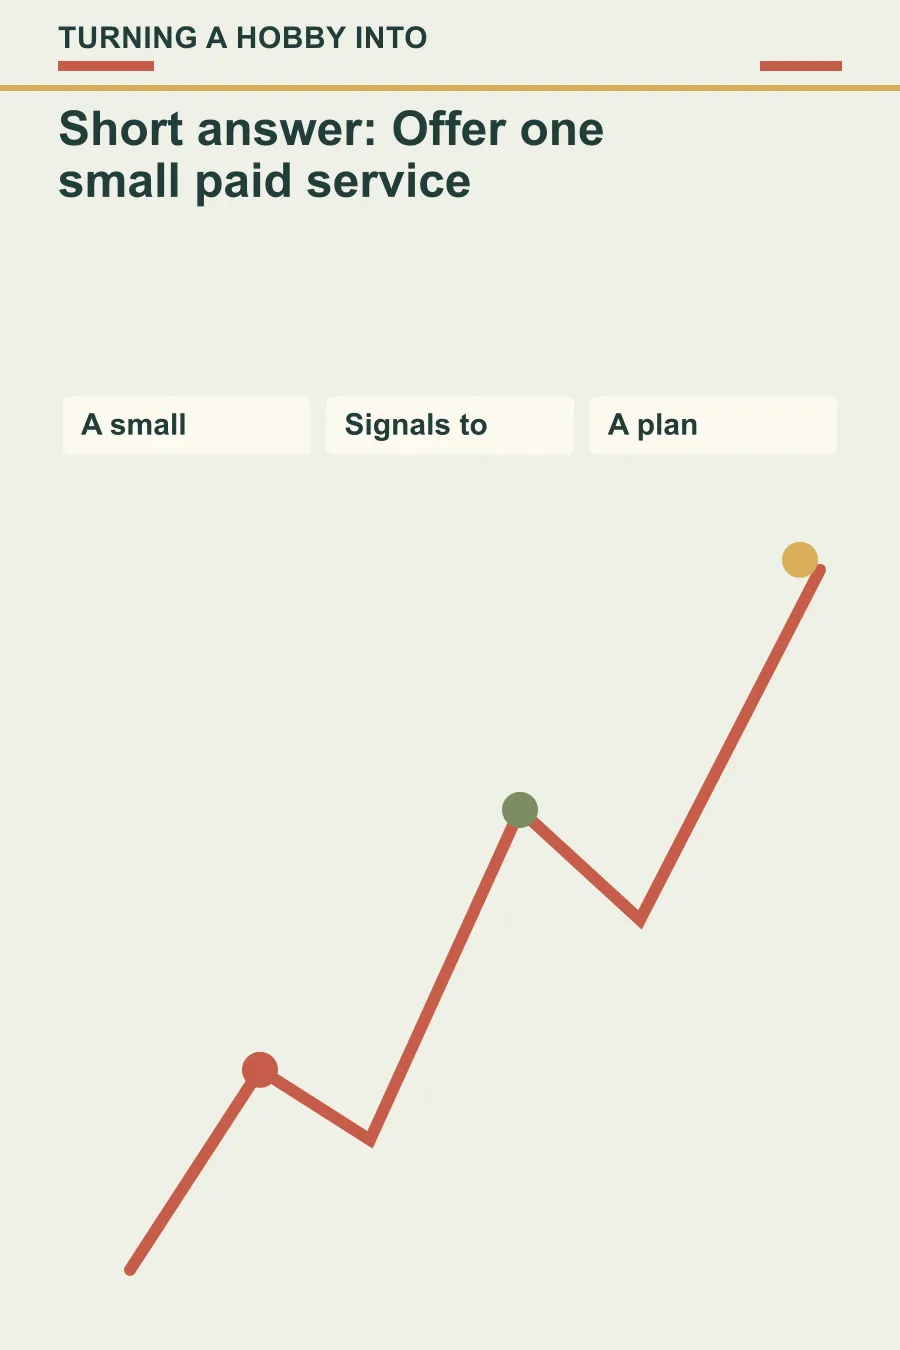 TURNING A HOBBY INTO
Short answer: Offer one
small paid service
A small
Signals to
A plan